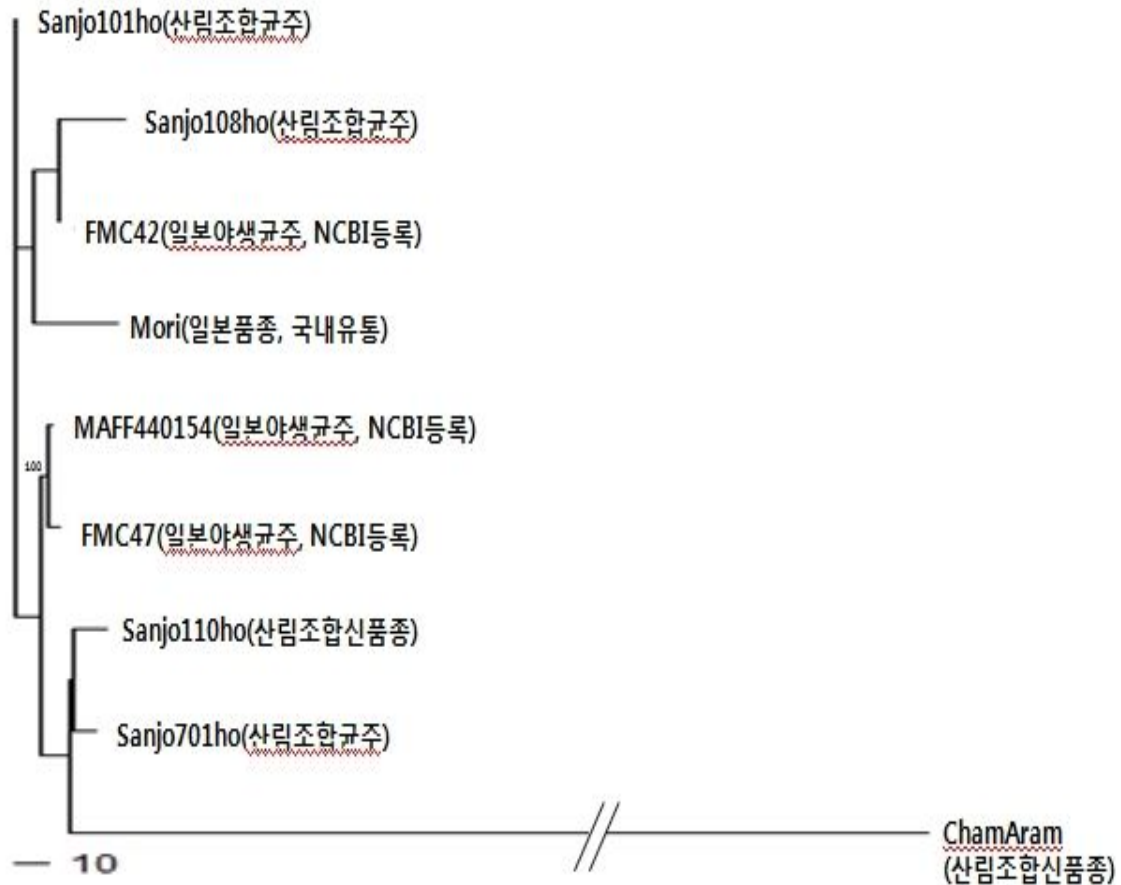 Sanjo101ho(산림조합균주)
Sanjo108ho(산림조합균주)
FMC42(일본야생균주, NCBI등록)
Mori(일본품종, 국내유통)
MAFF440154(일본야생균주, NCBI등록)
100
FMC47(일본야생균주, NCBI등록)
Sanjo110ho(산림조합신품종)
Sanjo701ho(산림조합균주)
ChamAram
(산림조합신품종)
10